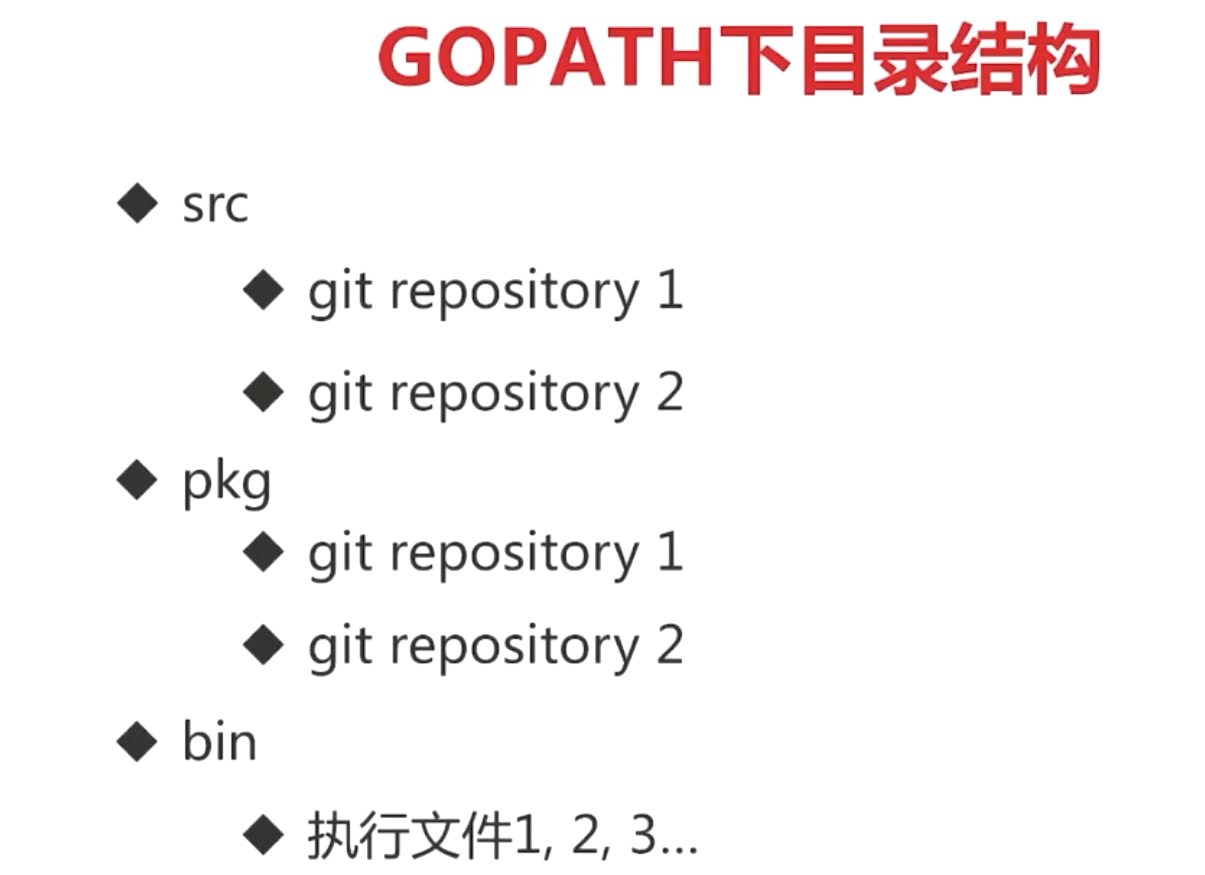 GOPATH下目录结构
◆ src
◆ git repository 1
◆ git repository 2
◆ pkg
◆ git repository 1
◆ git repository 2
◆ bin
◆ 执行文件1, 2, 3...